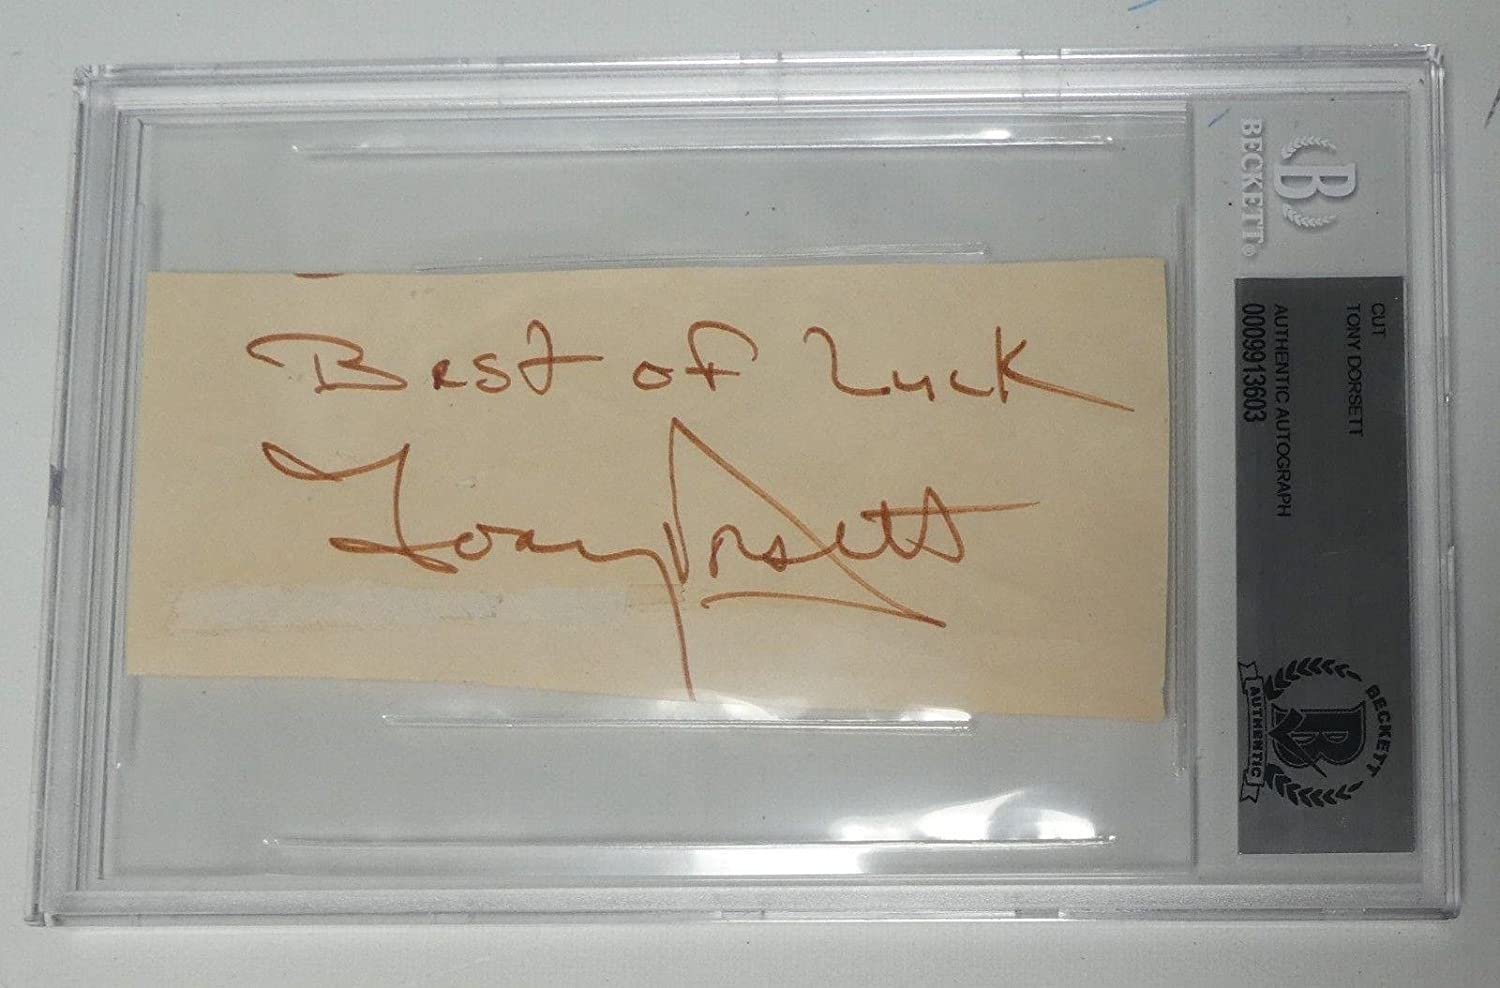 Best of Luck
Tony Dorsett
BECKETT
B
CUT
TONY DORSETT
AUTHENTIC AUTOGRAPH
0009913603
BECKETT
B
AUTHENTIC